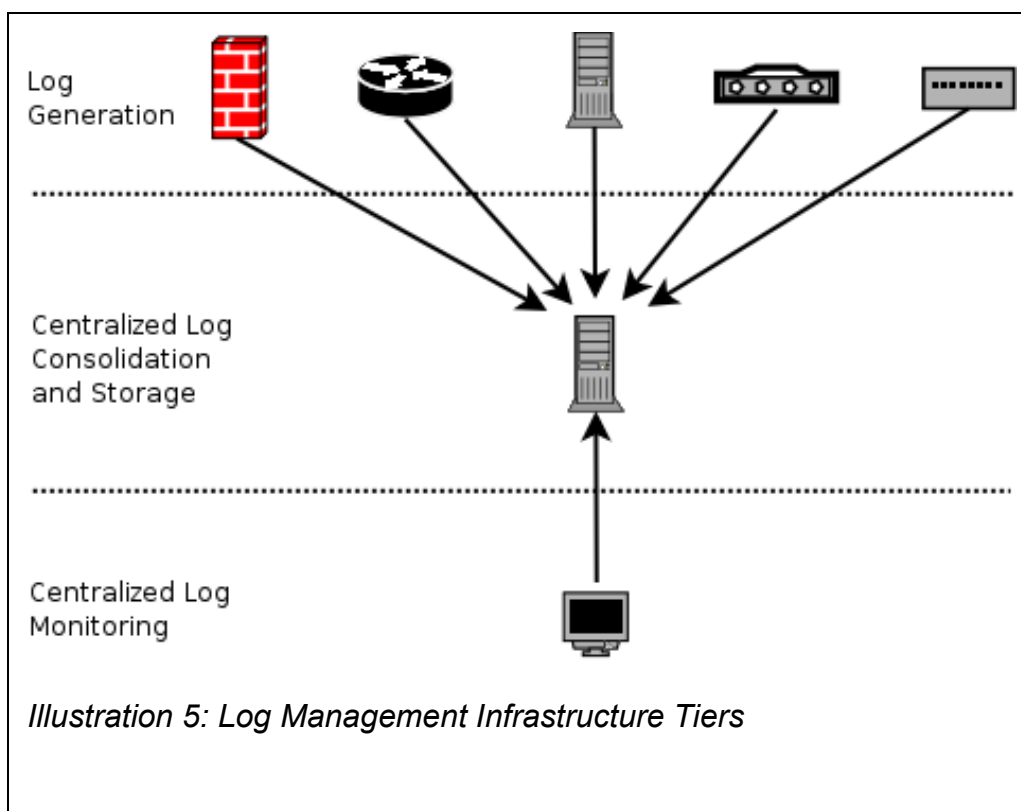 Log
Generation
Centralized Log
Consolidation
and Storage
Centralized Log
Monitoring
Illustration 5: Log Management Infrastructure Tiers